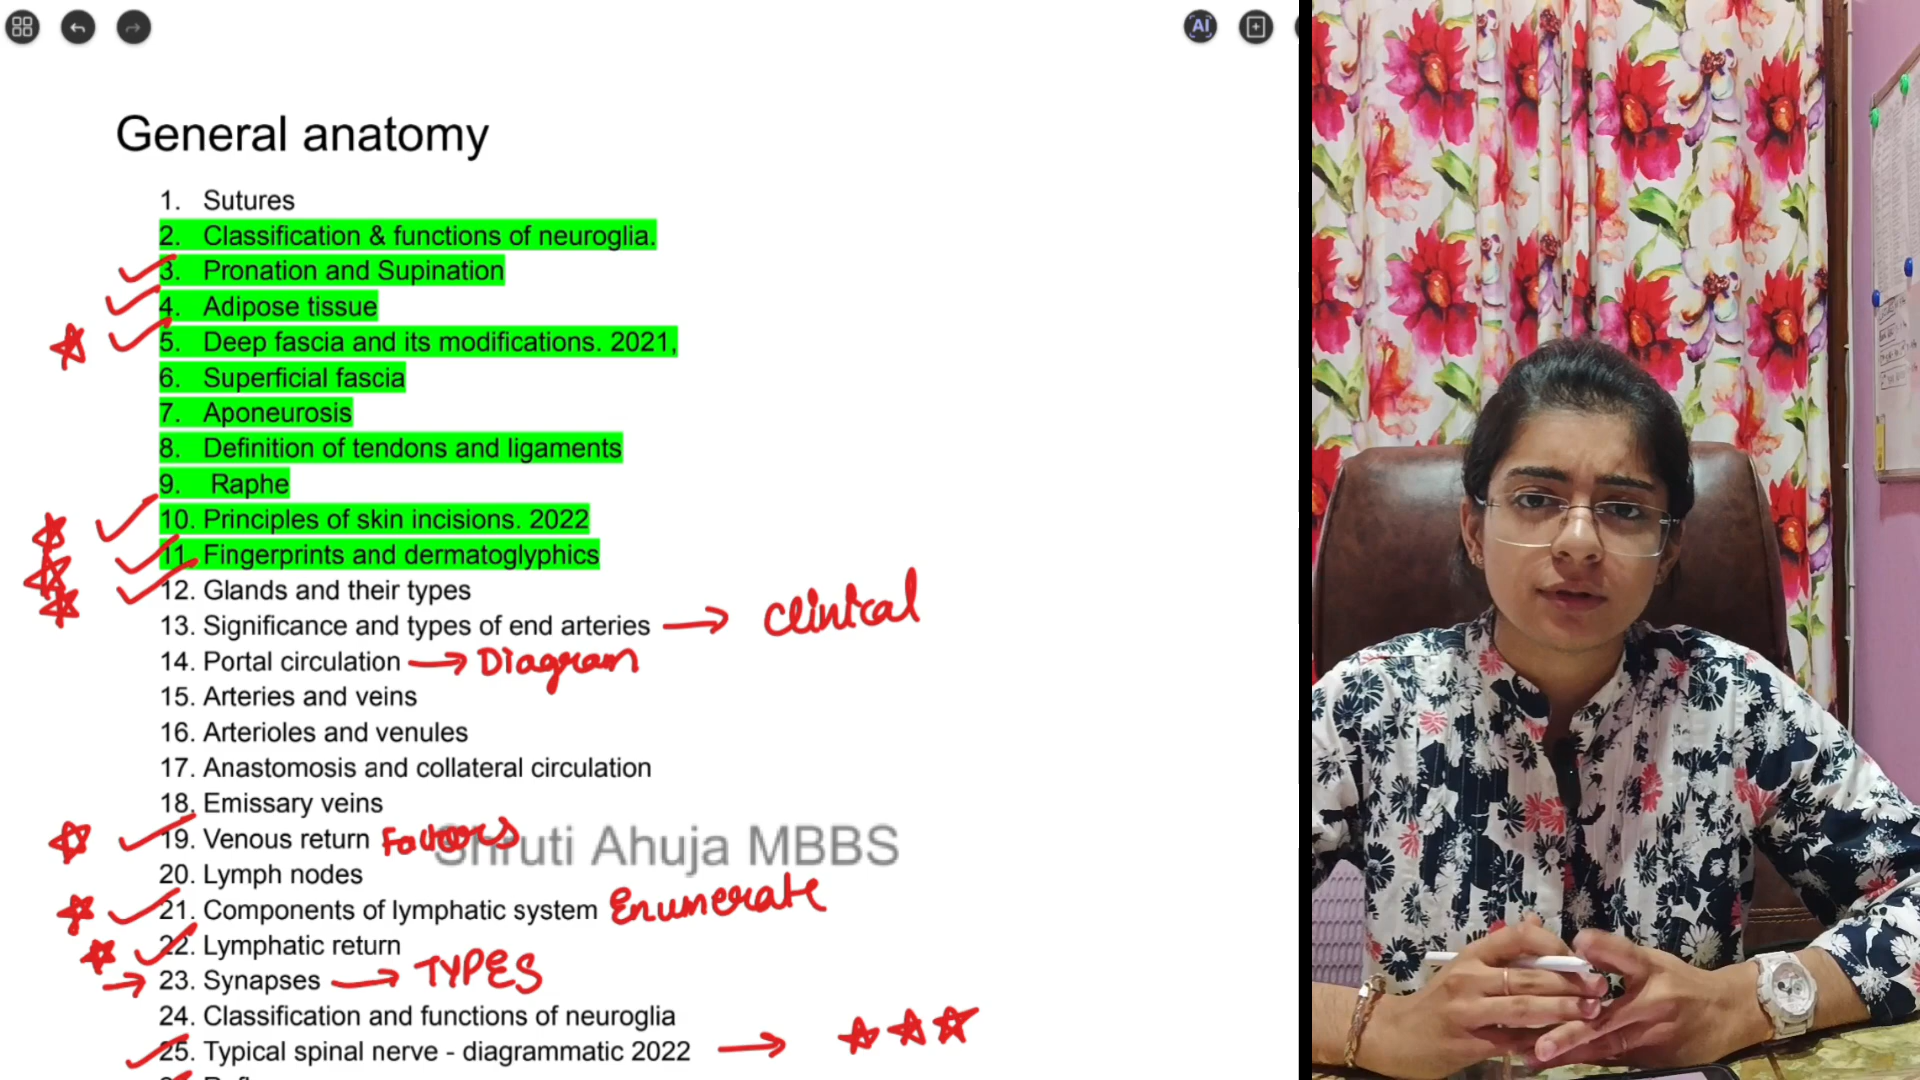 AI
General anatomy
1. Sutures
2. Classification & functions of neuroglia.
3. Pronation and Supination
4. Adipose tissue
5. Deep fascia and its modifications. 2021,
6. Superficial fascia
7. Aponeurosis
8. Definition of tendons and ligaments
9. Raphe
10. Principles of skin incisions. 2022
11. Fingerprints and dermatoglyphics
12. Glands and their types
13. Significance and types of end arteries → Clinical
14. Portal circulation → Diagram
15. Arteries and veins
16. Arterioles and venules
17. Anastomosis and collateral circulation
18. Emissary veins
19. Venous return Factors
Shruti Ahuja MBBS
20. Lymph nodes
21. Components of lymphatic system Enumerate
22. Lymphatic return
23. Synapses → TYPES
24. Classification and functions of neuroglia
25. Typical spinal nerve - diagrammatic 2022